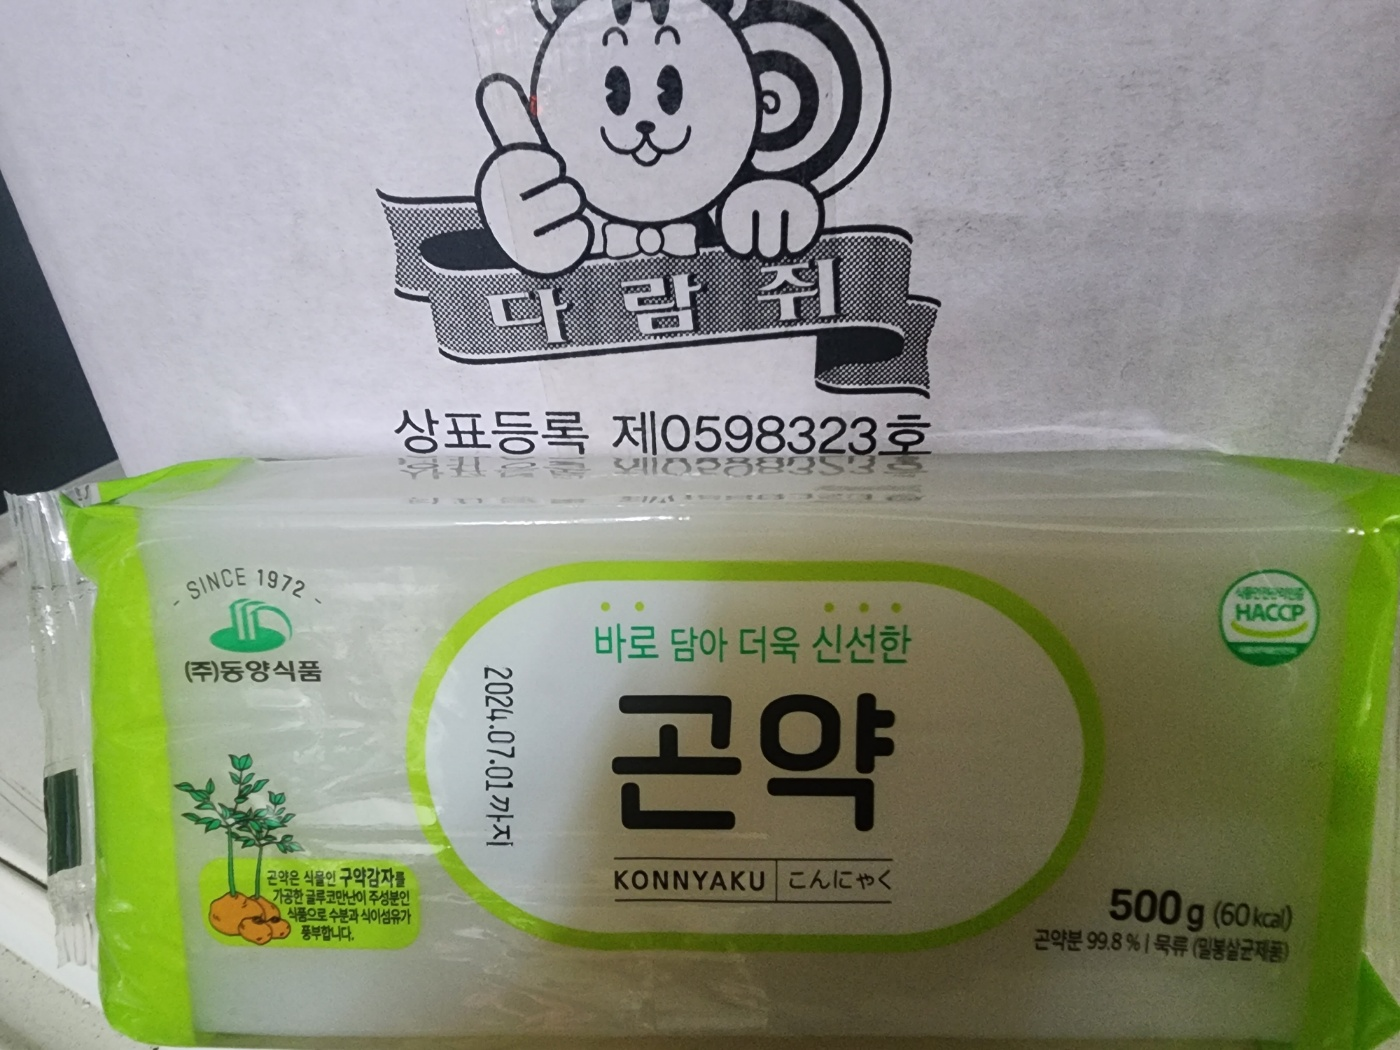 다람쥐
상표등록 제0598323호
- SINCE 1972 -
(주)동양식품
HACCP
바로 담아 더욱 신선한
곤약
KONNYAKU | こんにゃく
2024.07.01 까지
곤약은 식물인 구약감자를
가공한 글루코만난이 주성분인
식품으로 수분과 식이섬유가
풍부합니다.
500g (60 kcal)
곤약분 99.8 % | 묵류 (밀봉살균제품)